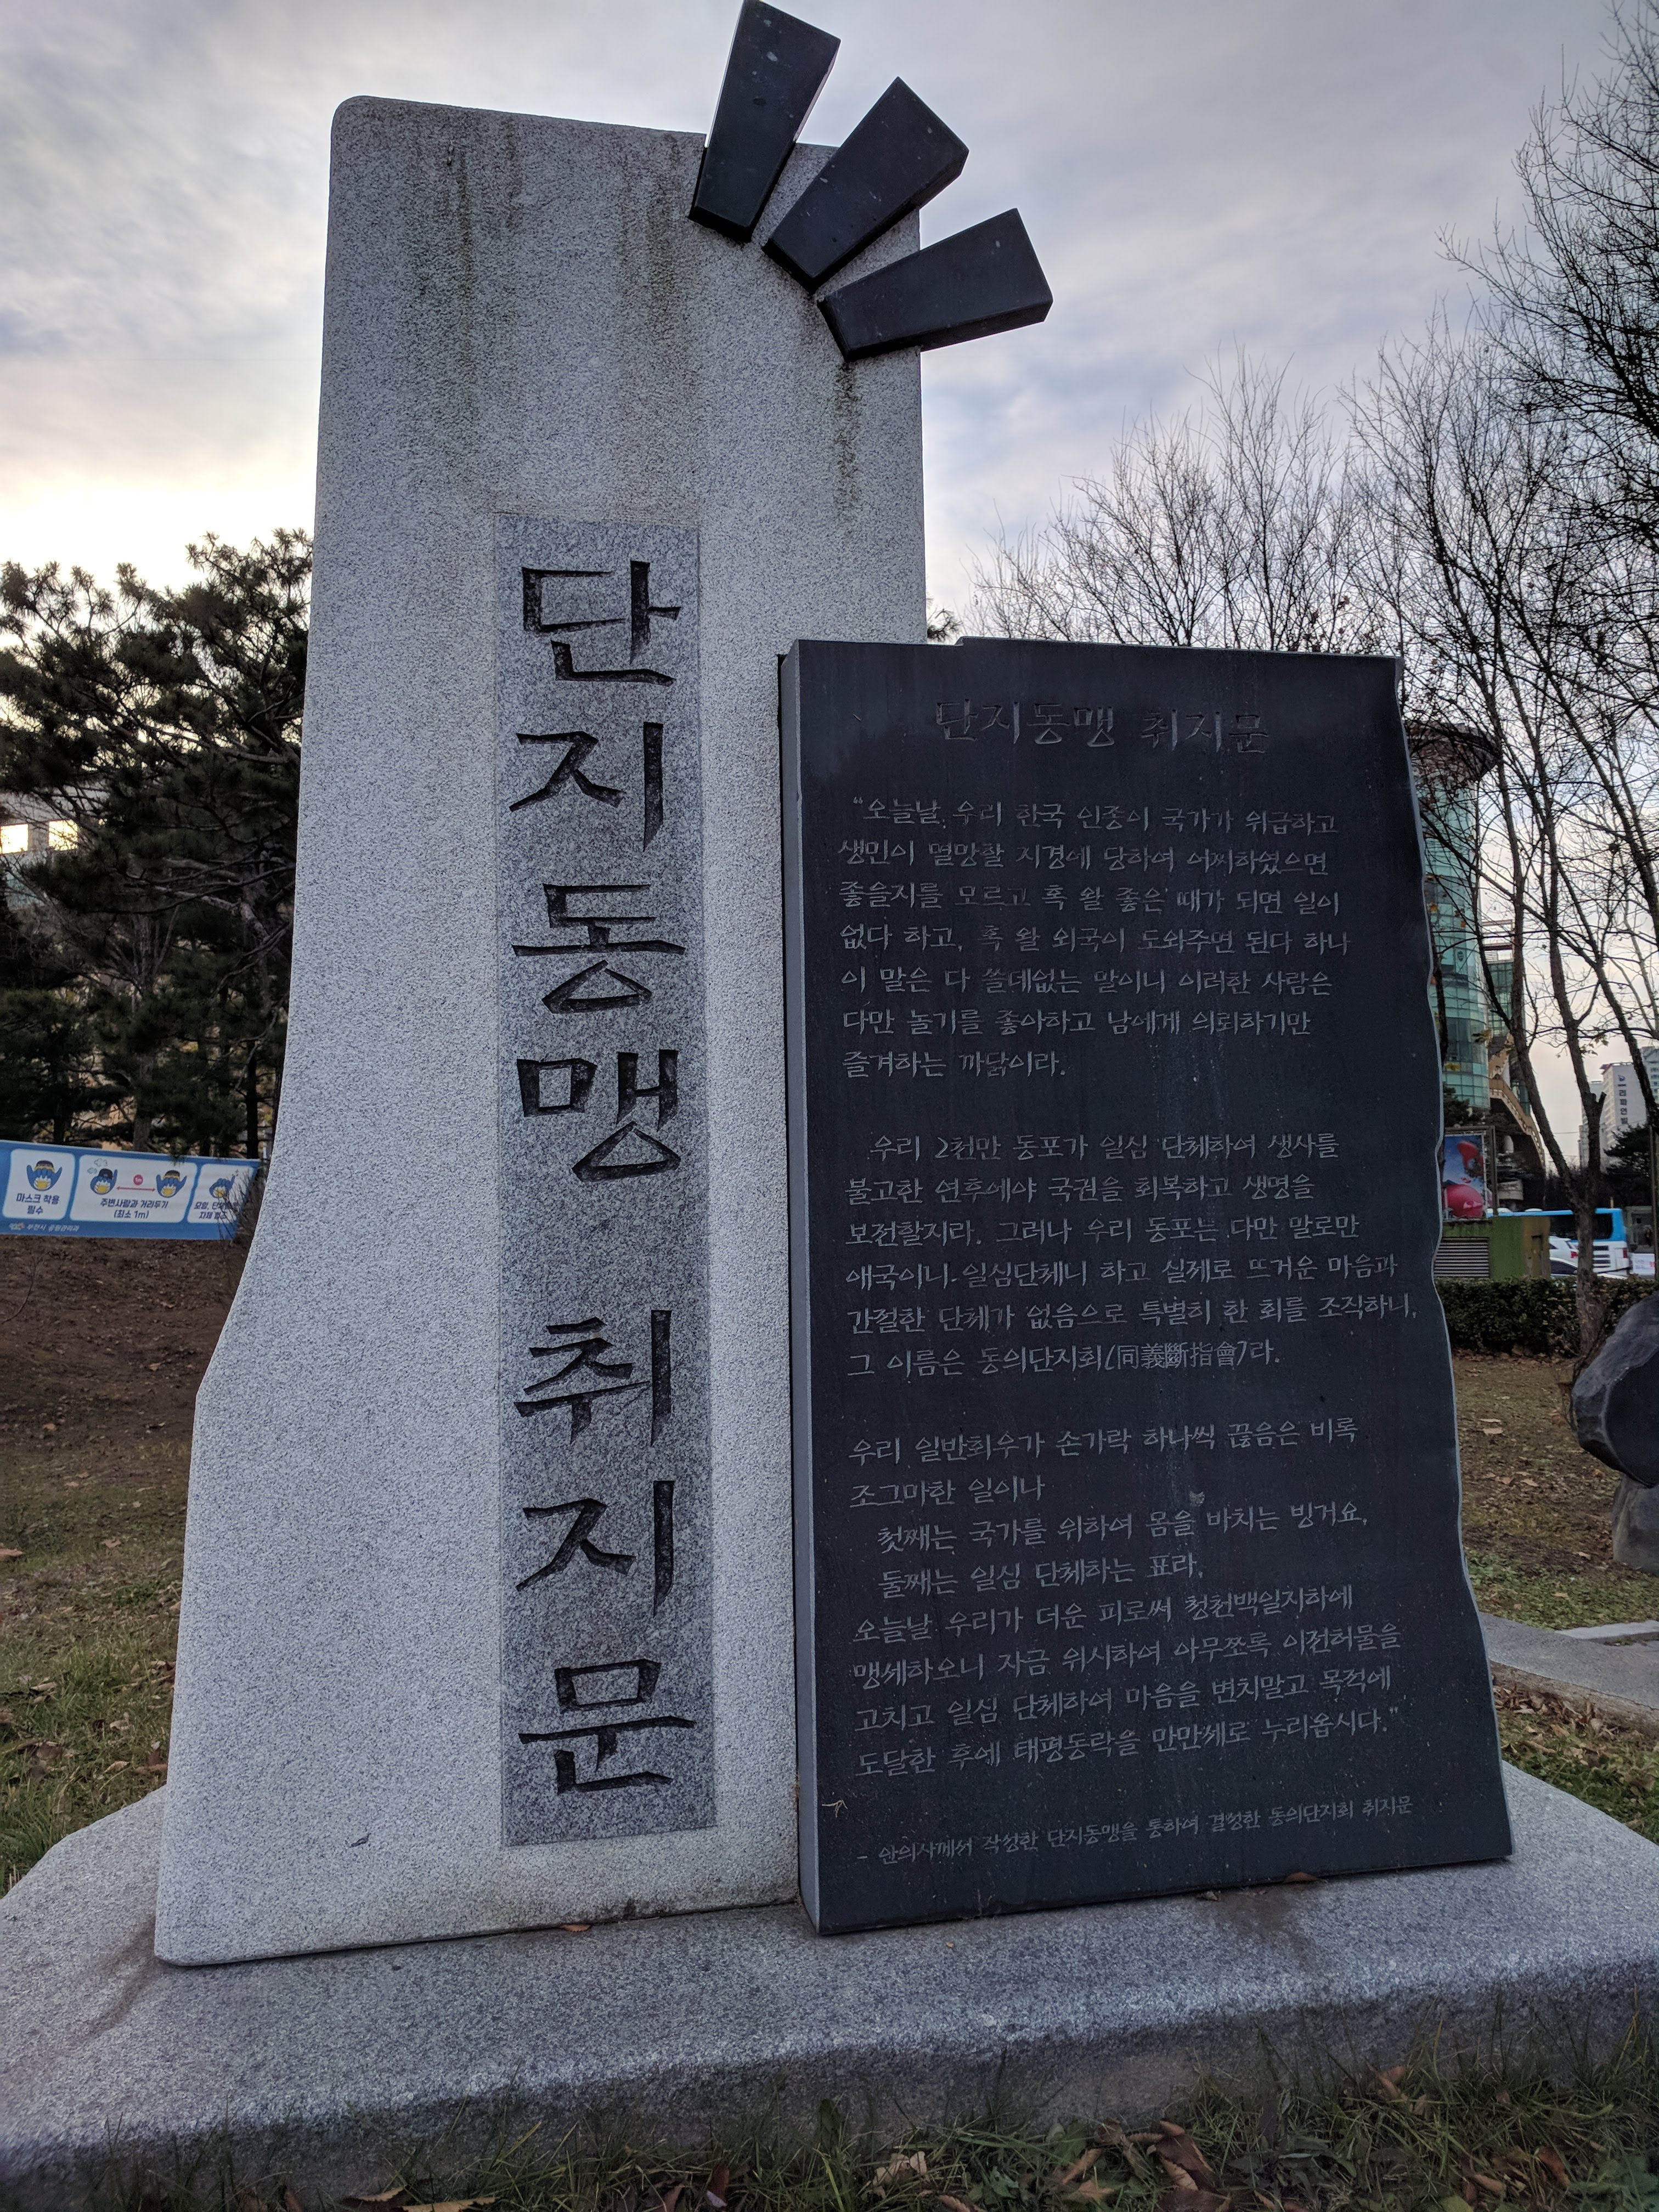 단지동맹 취지문
단지동맹 취지문
“오늘날 우리 한국 인종이 국가가 위급하고
생민이 멸망할 지경에 당하여 어찌하였으면
좋을지를 모르고 혹 왈 좋은 때가 되면 일이
없다 하고, 혹 왈 외국이 도와주면 된다 하나
이 말은 다 쓸데없는 말이니 이러한 사람은
다만 놀기를 좋아하고 남에게 의뢰하기만
즐겨하는 까닭이라.
우리 2천만 동포가 일심 단체하여 생사를
불고한 연후에야 국권을 회복하고 생명을
보전할지라. 그러나 우리 동포는 다만 말로만
애국이니 일심단체니 하고 실제로 뜨거운 마음과
간절한 단체가 없음으로 특별히 한 회를 조직하니,
그 이름은 동의단지회(同義斷指會)라.
우리 일반회우가 손가락 하나씩 끊음은 비록
조그마한 일이나
첫째는 국가를 위하여 몸을 바치는 빙거요,
둘째는 일심 단체하는 표라.
오늘날 우리가 더운 피로써 청천백일지하에
맹세하오니 자금 위시하여 아무쪼록 이전허물을
고치고 일심 단체하여 마음을 변치말고 목적에
도달한 후에 태평동락을 만만세로 누리옵시다.”
- 안의사께서 작성한 단지동맹을 통하여 결성한 동의단지회 취지문
마스크 착용
필수
주변사람과 거리두기
(최소 1m)
부천시 공원관리과